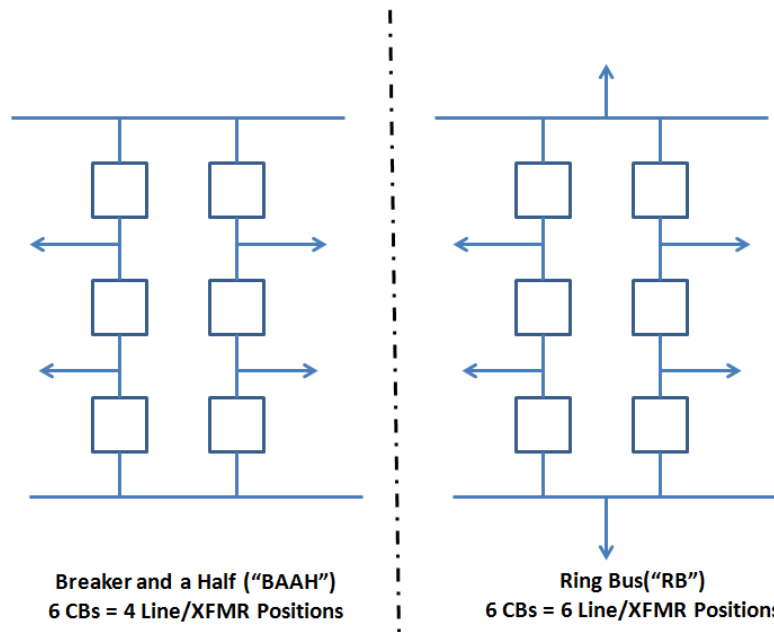 Breaker and a Half (“BAAH”)
6 CBs = 4 Line/XFMR Positions
Ring Bus(“RB”)
6 CBs = 6 Line/XFMR Positions